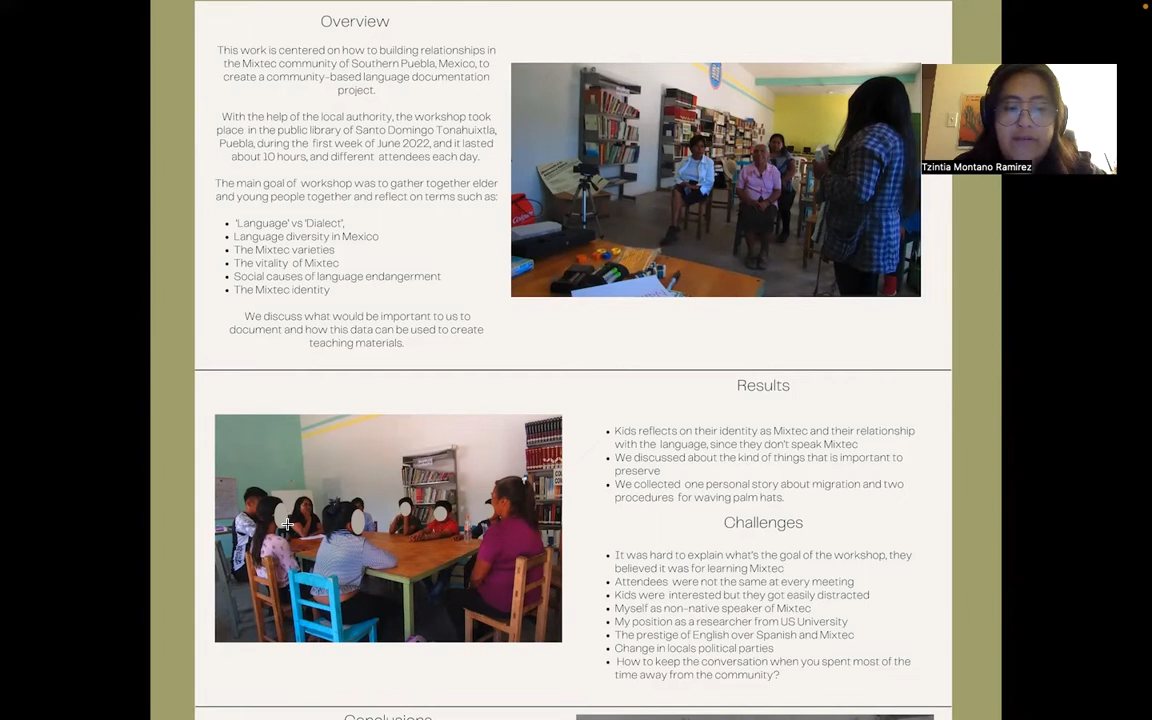 Overview
This work is centered on how to building relationships in
the Mixtec community of Southern Puebla, Mexico, to
create a community-based language documentation
project.
With the help of the local authority, the workshop took
place in the public library of Santo Domingo Tonahuixtla,
Puebla, during the first week of June 2022, and it lasted
about 10 hours, and different attendees each day.
The main goal of workshop was to gather together elder
and young people together and reflect on terms such as:
• 'Language' vs 'Dialect',
• Language diversity in Mexico
• The Mixtec varieties
• The vitality of Mixtec
• Social causes of language endangerment
• The Mixtec identity
We discuss what would be important to us to
document and how this data can be used to create
teaching materials.
Tzintia Montano Ramirez
Results
• Kids reflects on their identity as Mixtec and their relationship
with the language, since they don't speak Mixtec
• We discussed about the kind of things that is important to
preserve
• We collected one personal story about migration and two
procedures for waving palm hats.
Challenges
• It was hard to explain what's the goal of the workshop, they
believed it was for learning Mixtec
• Attendees were not the same at every meeting
• Kids were interested but they got easily distracted
• Myself as non-native speaker of Mixtec
• My position as a researcher from US University
• The prestige of English over Spanish and Mixtec
• Change in locals political parties
• How to keep the conversation when you spent most of the
time away from the community?
Conclusions